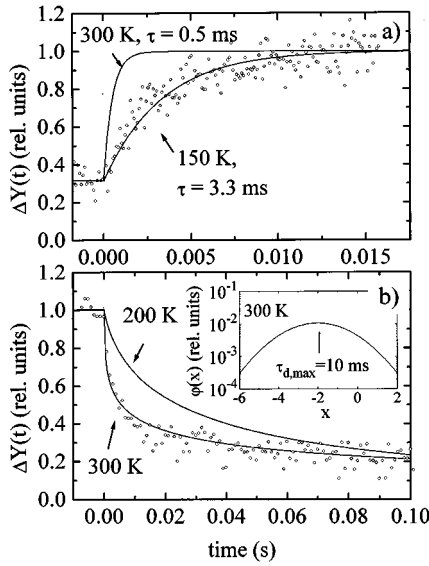 1.2
1.0
0.8
0.6
0.4
0.2
0.0
ΔY(t) (rel. units)
300 K, τ = 0.5 ms
a)
150 K,
τ = 3.3 ms
0.000 0.005 0.010 0.015
1.0
0.8
0.6
0.4
0.2
0.0
ΔY(t) (rel. units)
b)
200 K
300 K
10⁻¹
10⁻²
10⁻³
10⁻⁴
φ(x) (rel. units)
300 K
τd,max=10 ms
-6 -4 -2 0 2
x
0.00 0.02 0.04 0.06 0.08 0.10
time (s)